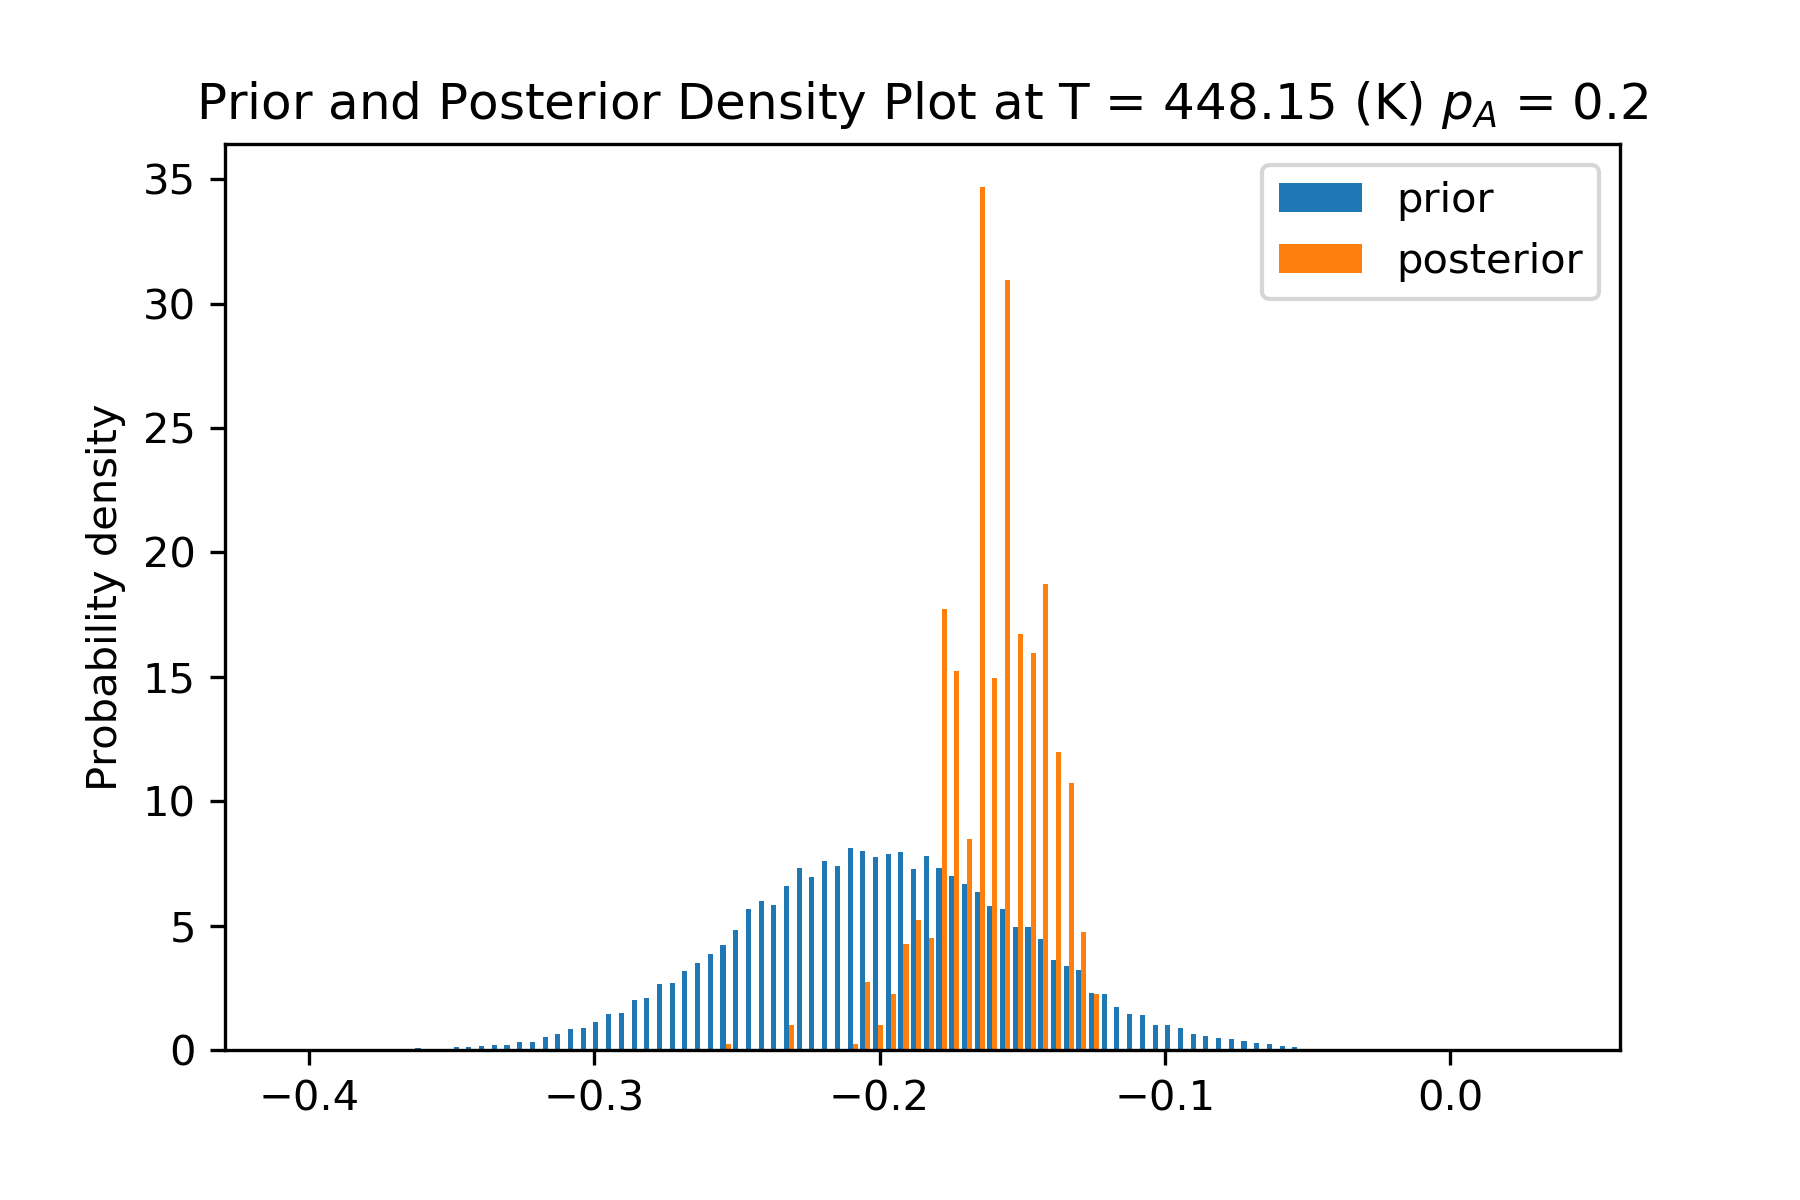 Prior and Posterior Density Plot at T = 448.15 (K) p_A = 0.2
prior
posterior
Probability density
35
30
25
20
15
10
5
0
−0.4 −0.3 −0.2 −0.1 0.0